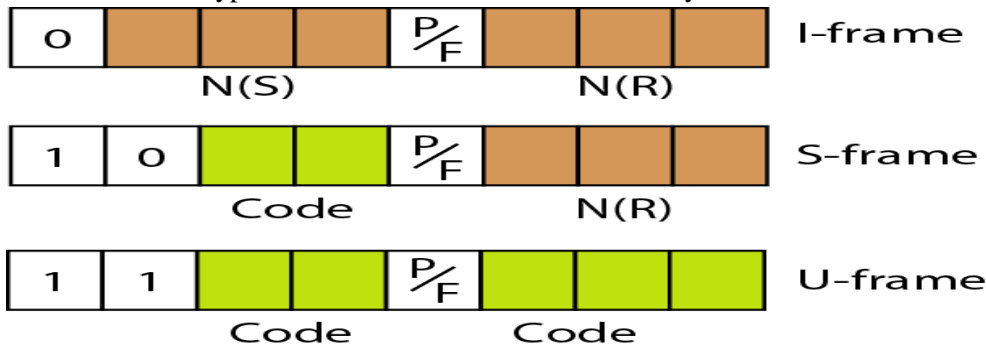 0 P/F I-frame
N(S) N(R)
1 0 P/F S-frame
Code N(R)
1 1 P/F U-frame
Code Code